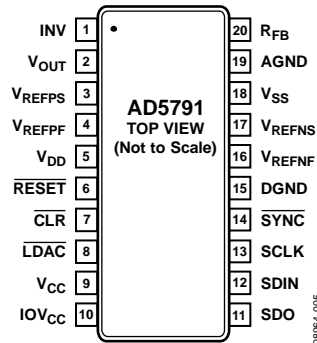 INV 1
VOUT 2
VREFPS 3
VREFPF 4
VDD 5
RESET 6
CLR 7
LDAC 8
VCC 9
IOVCC 10
AD5791
TOP VIEW
(Not to Scale)
20 RFB
19 AGND
18 VSS
17 VREFNS
16 VREFNF
15 DGND
14 SYNC
13 SCLK
12 SDIN
11 SDO
08964-005